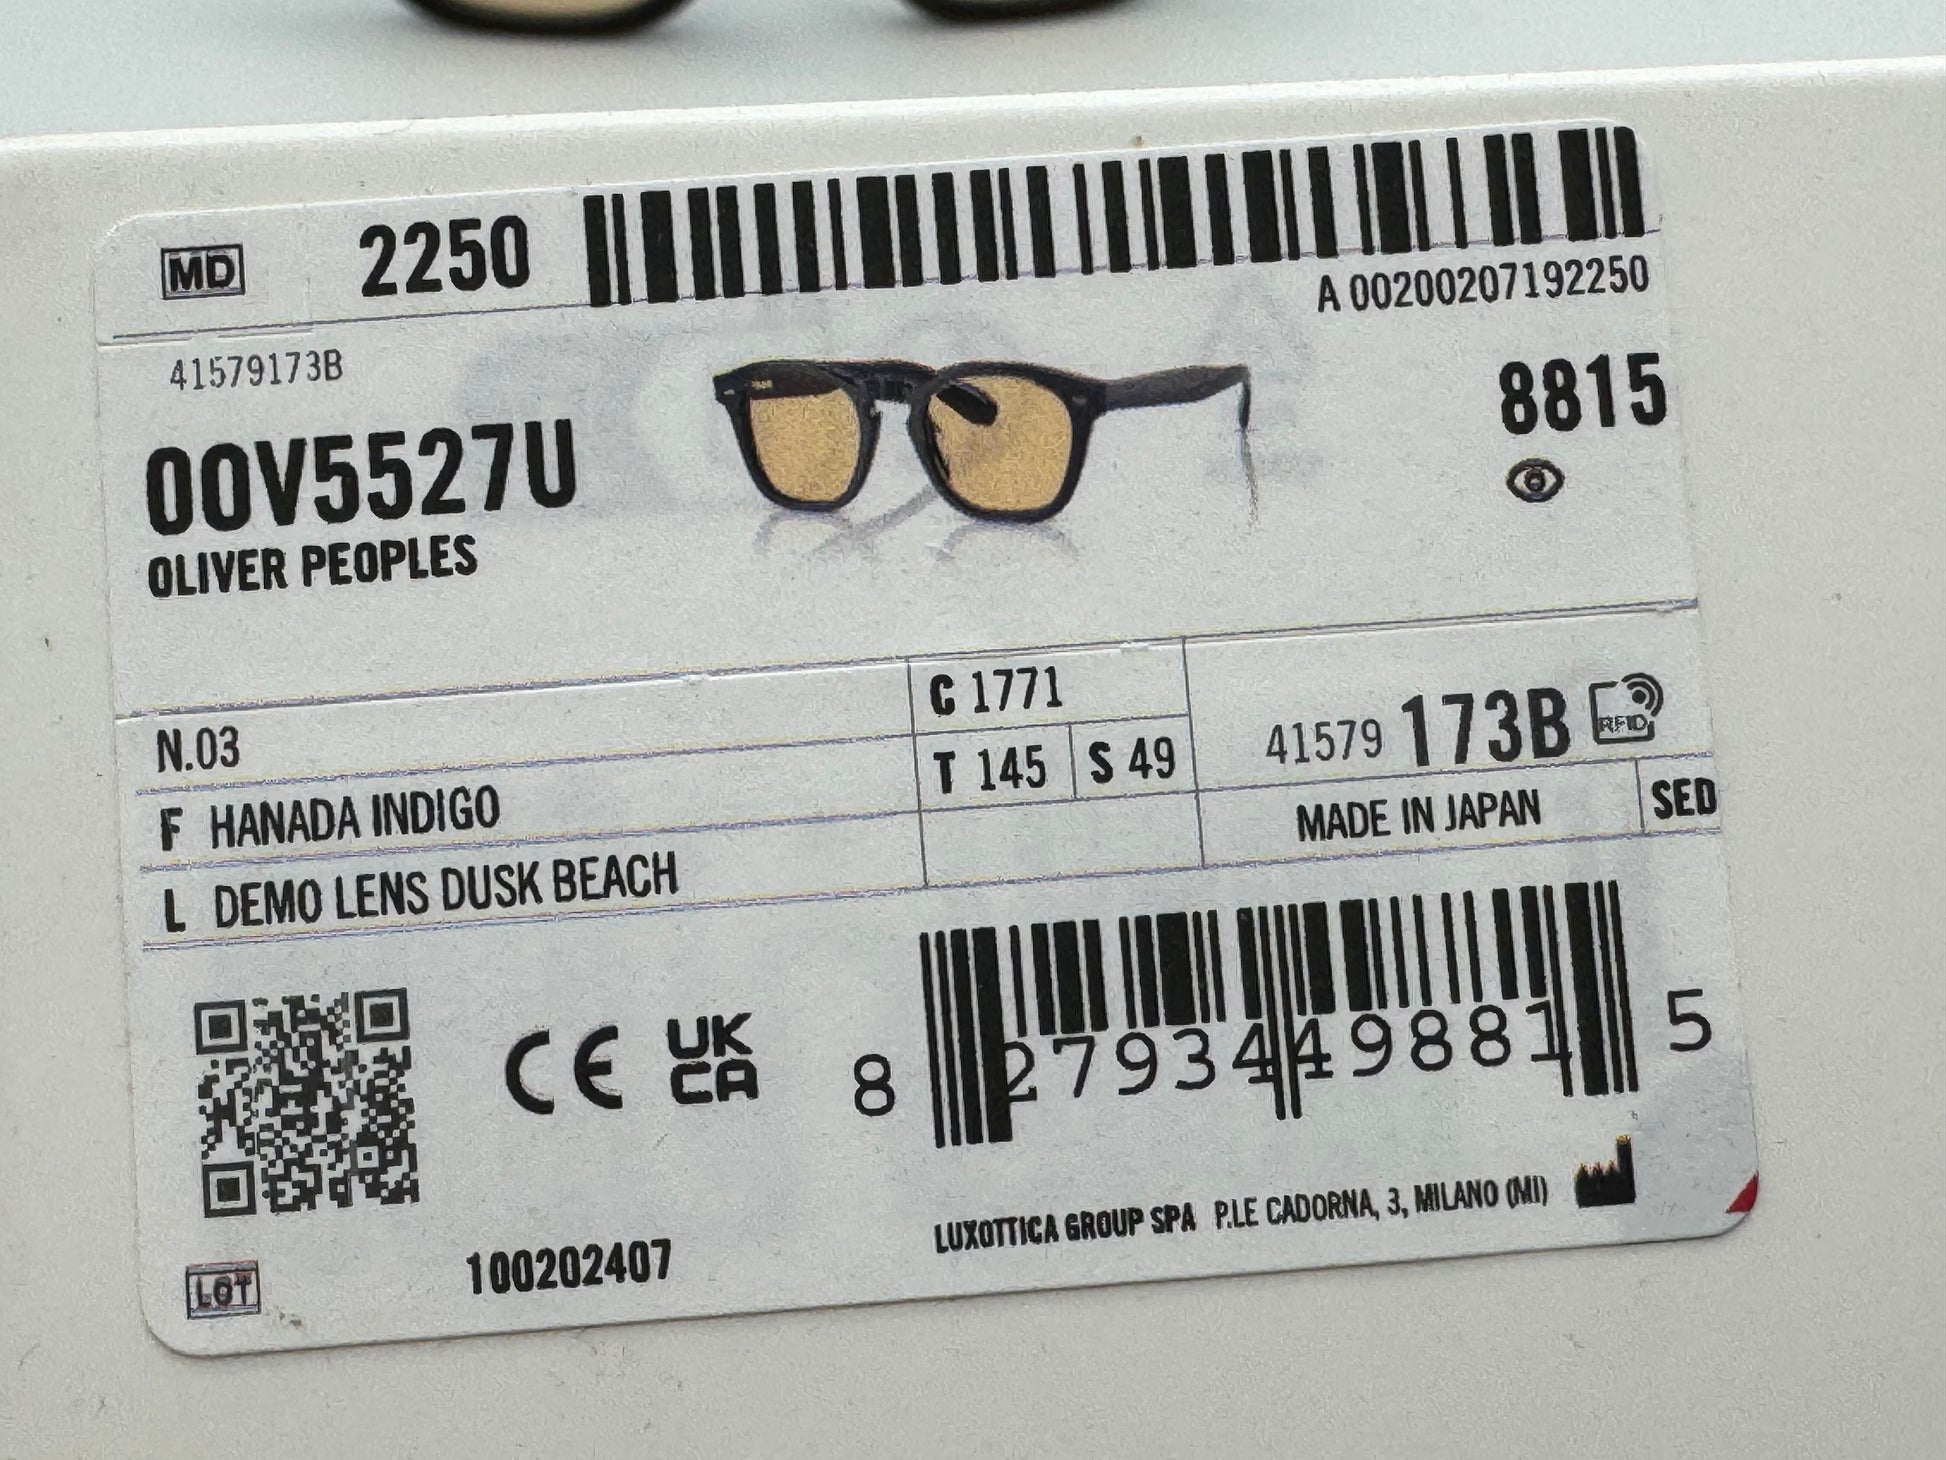 MD 2250
A 00200207192250
41579173B
8815
00V5527U
OLIVER PEOPLES
C 1771
N.03
T 145 S 49
41579 173B RFID
F HANADA INDIGO
MADE IN JAPAN SED
L DEMO LENS DUSK BEACH
CE UK CA
8 279344 498815 5
LUXOTTICA GROUP SPA P.LE CADORNA, 3, MILANO (MI)
LOT 100202407